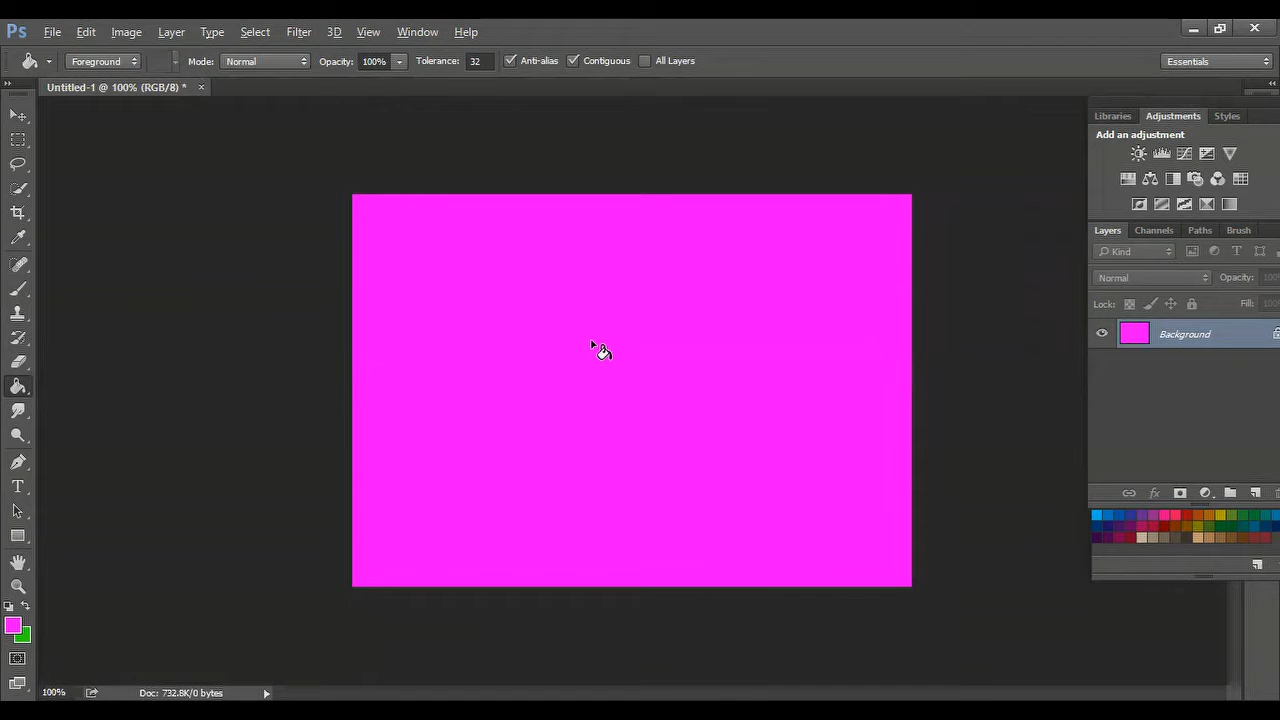 Ps File Edit Image Layer Type Select Filter 3D View Window Help
Foreground Mode: Normal Opacity: 100% Tolerance: 32 Anti-alias Contiguous All Layers Essentials
Untitled-1 @ 100% (RGB/8) * ×
Libraries Adjustments Styles
Add an adjustment
Layers Channels Paths Brush
Kind
Normal Opacity:
Lock: Fill:
Background
100% Doc: 732.8K/0 bytes